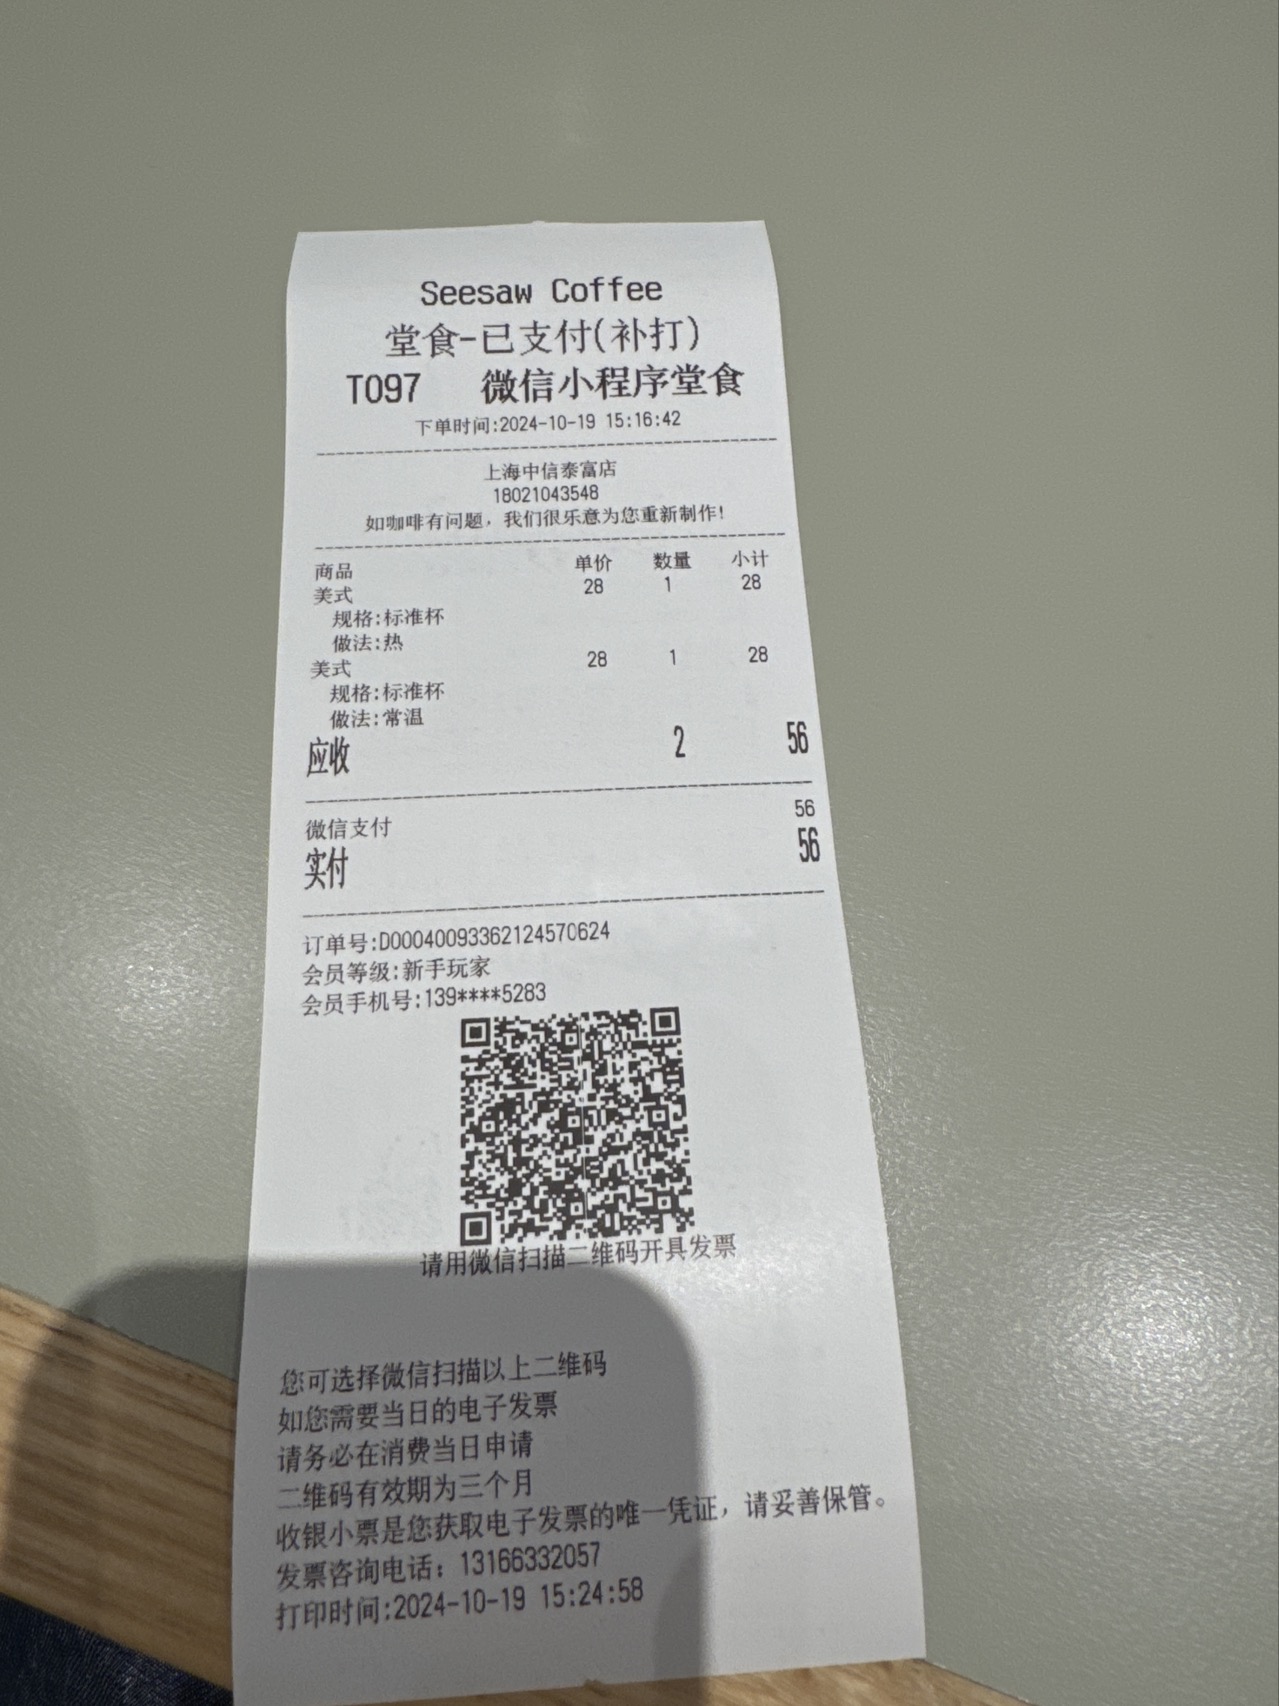 Seesaw Coffee
堂食-已支付(补打)
T097 微信小程序堂食
下单时间:2024-10-19 15:16:42
上海中信泰富店
18021043548
如咖啡有问题，我们很乐意为您重新制作!
商品 单价 数量 小计
美式 28 1 28
规格:标准杯
做法:热
美式 28 1 28
规格:标准杯
做法:常温
应收 2 56
微信支付 56
实付 56
订单号:D00040093362124570624
会员等级:新手玩家
会员手机号:139****5283
请用微信扫描二维码开具发票
您可选择微信扫描以上二维码
如您需要当日的电子发票
请务必在消费当日申请
二维码有效期为三个月
收银小票是您获取电子发票的唯一凭证，请妥善保管。
发票咨询电话：13166332057
打印时间:2024-10-19 15:24:58